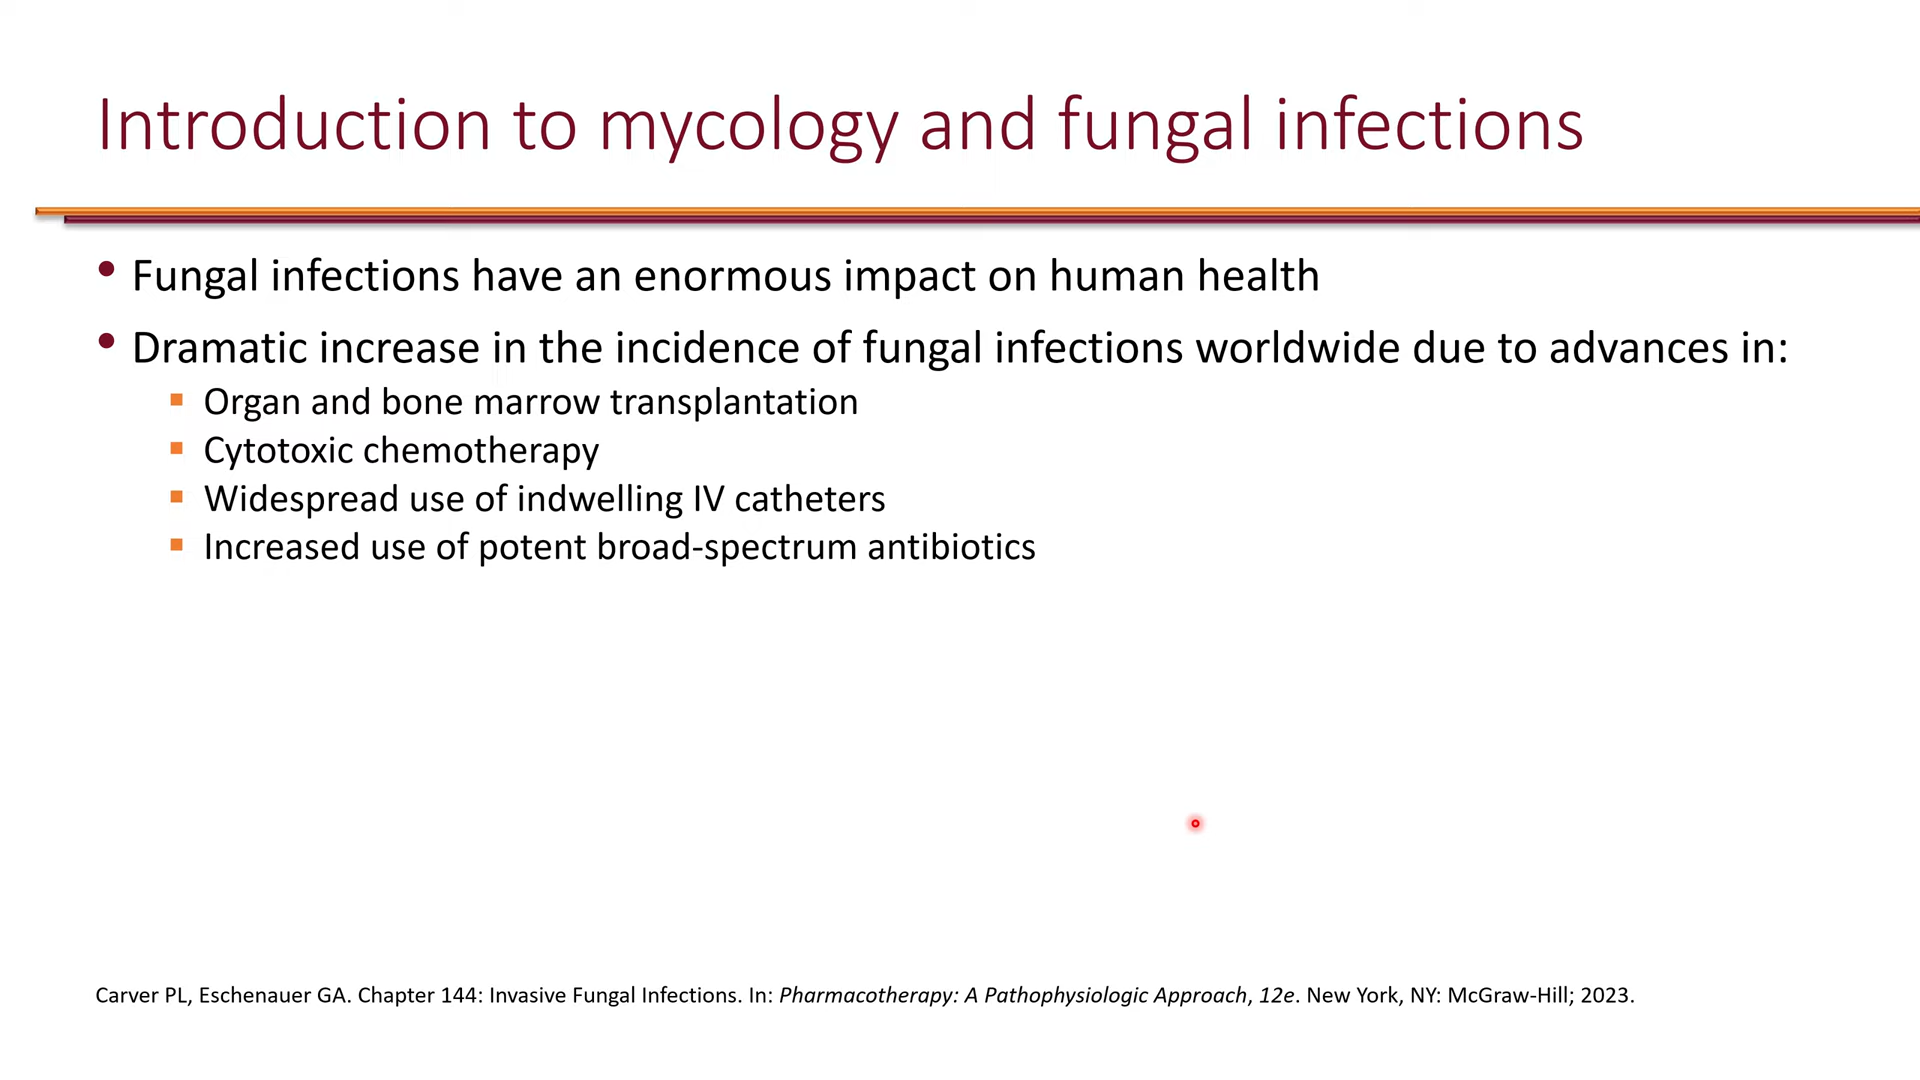 Introduction to mycology and fungal infections
• Fungal infections have an enormous impact on human health
• Dramatic increase in the incidence of fungal infections worldwide due to advances in:
▪ Organ and bone marrow transplantation
▪ Cytotoxic chemotherapy
▪ Widespread use of indwelling IV catheters
▪ Increased use of potent broad-spectrum antibiotics
Carver PL, Eschenauer GA. Chapter 144: Invasive Fungal Infections. In: Pharmacotherapy: A Pathophysiologic Approach, 12e. New York, NY: McGraw-Hill; 2023.